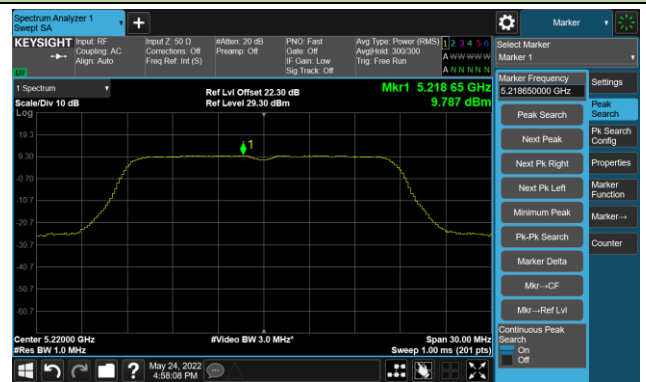 Spectrum Analyzer 1
Swept SA
+
Marker
KEYSIGHT
Input: RF
Coupling: AC
Align: Auto
Input Z: 50 Ω
Corrections: Off
Freq Ref: Int (S)
#Atten: 20 dB
Preamp: Off
PNO: Fast
Gate: Off
IF Gain: Low
Sig Track: Off
Avg Type: Power (RMS)
Avg|Hold: 300/300
Trig: Free Run
1 2 3 4 5 6
A W W W W W
A N N N N N
Select Marker
Marker 1
1 Spectrum
Scale/Div 10 dB
Log
Ref Lvl Offset 22.30 dB
Ref Level 29.30 dBm
Mkr1 5.218 65 GHz
9.787 dBm
1
19.3
9.30
-0.70
-10.7
-20.7
-30.7
-40.7
-50.7
-60.7
Center 5.22000 GHz
#Res BW 1.0 MHz
#Video BW 3.0 MHz*
Span 30.00 MHz
Sweep 1.00 ms (201 pts)
Marker Frequency
5.218650000 GHz
Peak Search
Next Peak
Next Pk Right
Next Pk Left
Minimum Peak
Pk-Pk Search
Marker Delta
Mkr→CF
Mkr→Ref Lvl
Continuous Peak
Search
On
Off
Settings
Peak
Search
Pk Search
Config
Properties
Marker
Function
Marker→
Counter
?
May 24, 2022
4:58:08 PM